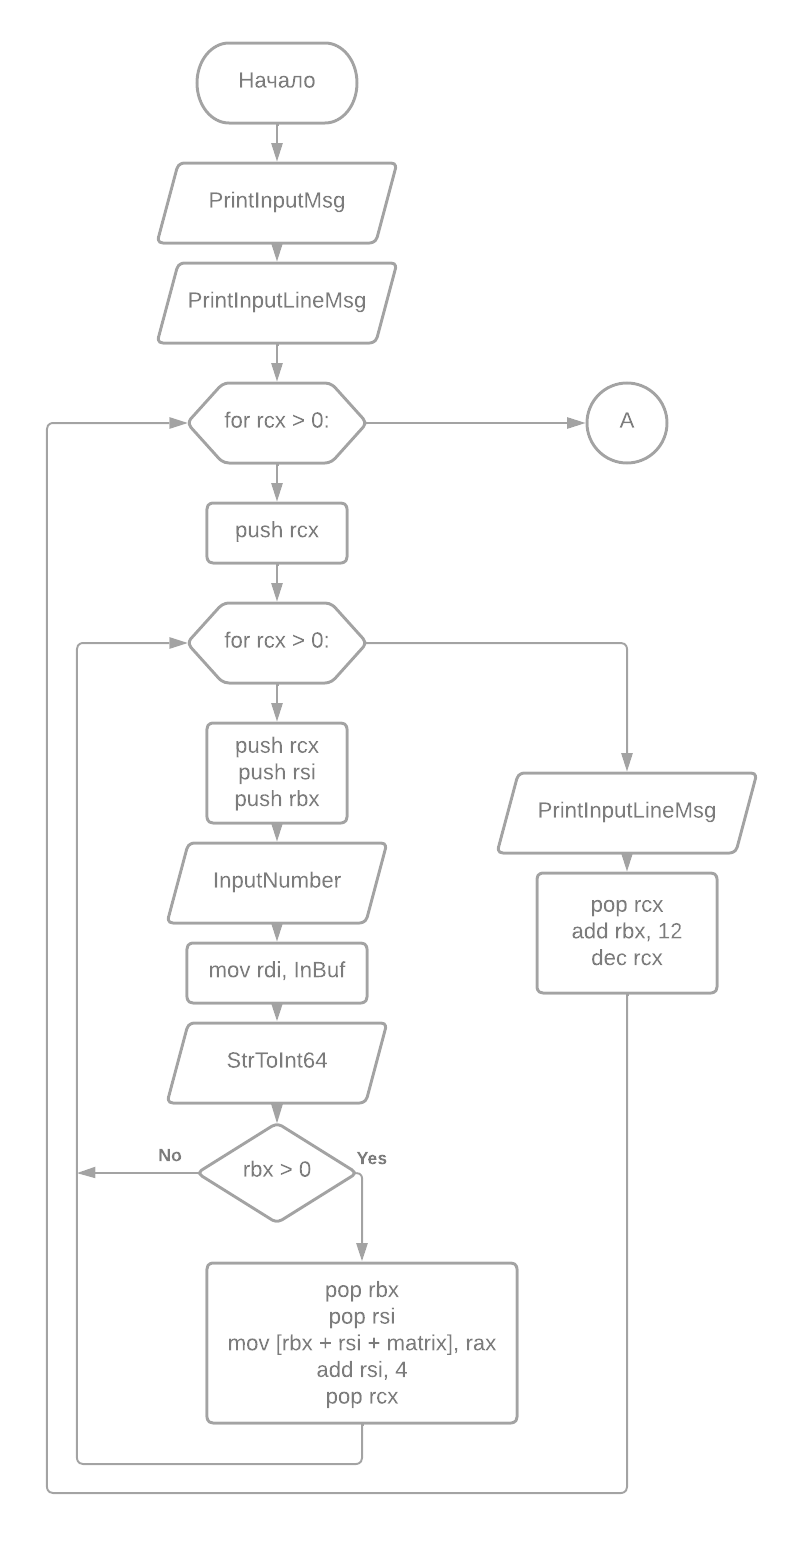 Начало
PrintInputMsg
PrintInputLineMsg
for rcx > 0:
A
push rcx
for rcx > 0:
push rcx
push rsi
push rbx
PrintInputLineMsg
InputNumber
pop rcx
add rbx, 12
dec rcx
mov rdi, InBuf
StrToInt64
No
rbx > 0
Yes
pop rbx
pop rsi
mov [rbx + rsi + matrix], rax
add rsi, 4
pop rcx